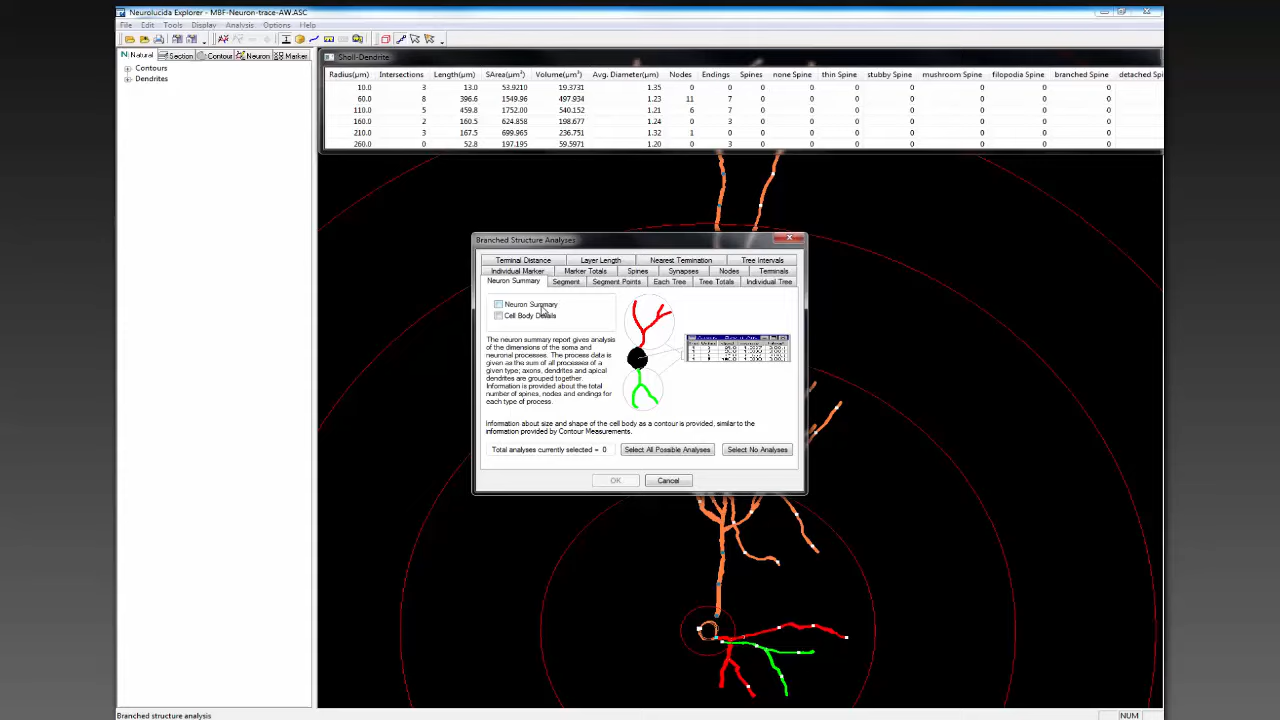 Neurolucida Explorer - MBF-Neuron-trace-AW.ASC
File Edit Tools Display Analysis Options Help
Natural Section Contour Neuron Marker
Contours
Dendrites
Sholl-Dendrite
Radius(µm) Intersections Length(µm) SArea(µm²) Volume(µm³) Avg. Diameter(µm) Nodes Endings Spines none Spine thin Spine stubby Spine mushroom Spine filopodia Spine branched Spine detached Spi
10.0 3 13.0 53.9210 19.3731 1.35 0 0 0 0 0 0 0 0 0
60.0 8 396.6 1549.96 497.934 1.23 11 7 0 0 0 0 0 0 0
110.0 5 459.8 1752.00 540.152 1.21 6 7 0 0 0 0 0 0 0
160.0 2 160.5 624.858 198.677 1.24 0 3 0 0 0 0 0 0 0
210.0 3 167.5 699.965 236.751 1.32 1 0 0 0 0 0 0 0 0
260.0 0 52.8 197.195 59.5971 1.20 0 3 0 0 0 0 0 0 0
Branched Structure Analyses
Terminal Distance Layer Length Nearest Termination Tree Intervals
Individual Marker Marker Totals Spines Synapses Nodes Terminals
Neuron Summary Segment Segment Points Each Tree Tree Totals Individual Tree
Neuron Summary
Cell Body Details
The neuron summary report gives analysis
of the dimensions of the soma and
neuronal processes. The process data is
given as the sum of all processes of a
given type; axons, dendrites and apical
dendrites are grouped together.
Information is provided about the total
number of spines, nodes and endings for
each type of process.
Information about size and shape of the cell body as a contour is provided, similar to the
information provided by Contour Measurements.
Total analyses currently selected = 0 Select All Possible Analyses Select No Analyses
OK Cancel
Branched structure analysis NUM